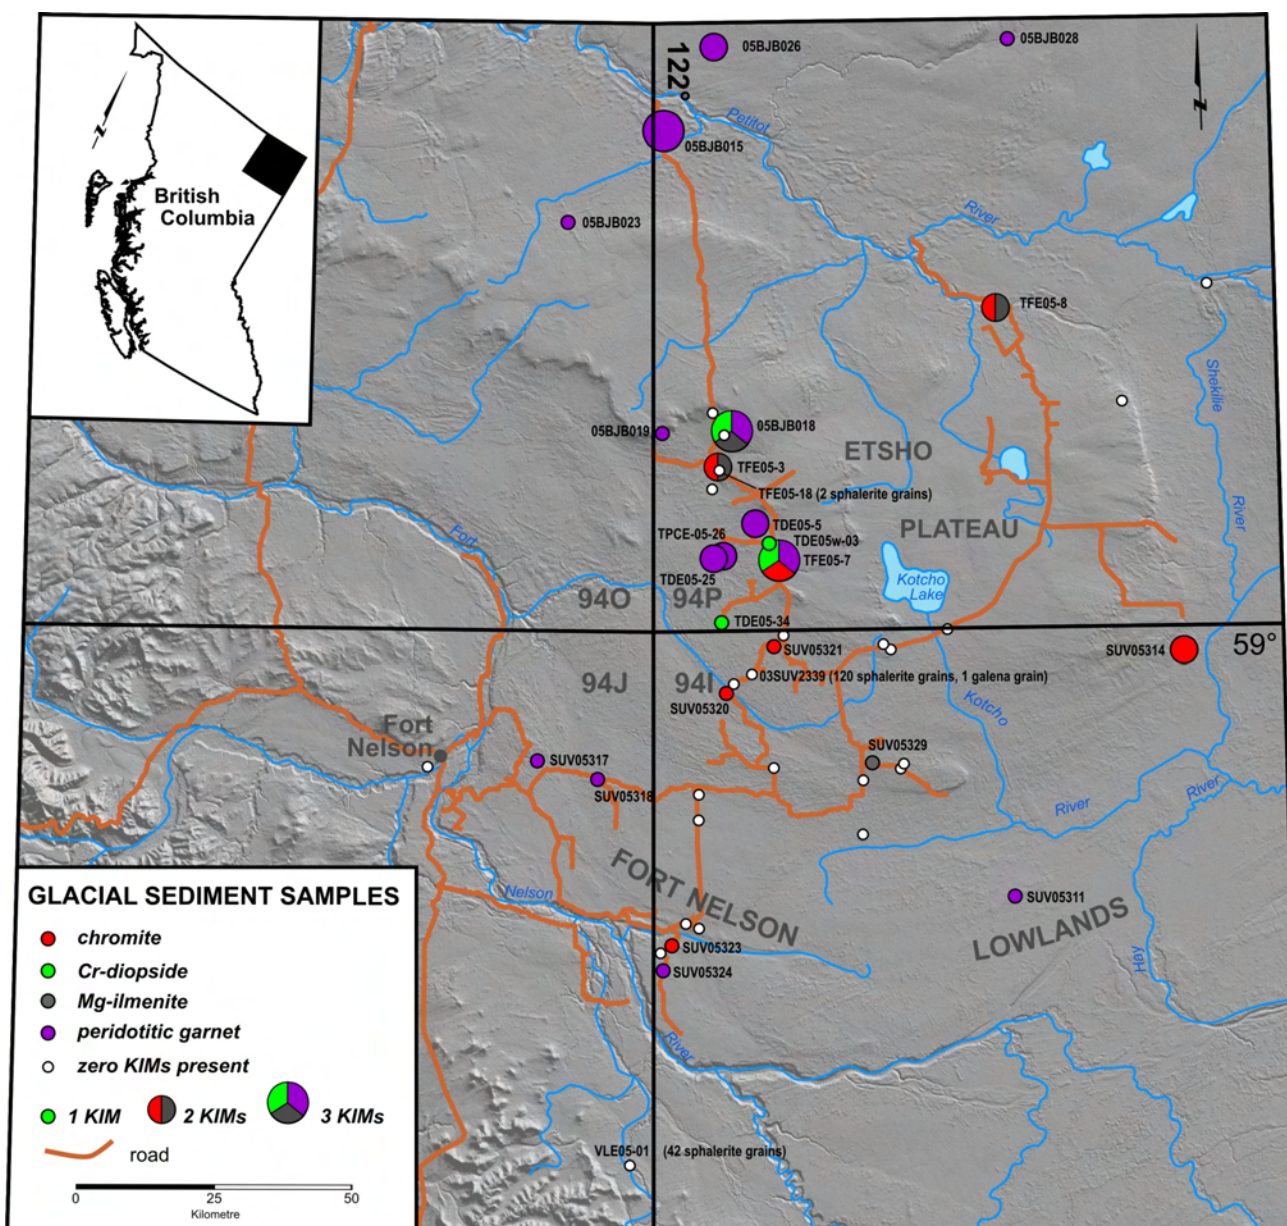 05BJB026
05BJB028
122°
N
N
Petitot
05BJB015
British
Columbia
05BJB023
River
TFE05-8
Shekilie
05BJB019
05BJB018
ETSHO
TFE05-3
TFE05-18 (2 sphalerite grains)
River
Fort
TDE05-5
PLATEAU
TPCE-05-26
TDE05w-03
TFE05-7
TDE05-25
Kotcho
Lake
94O
94P
TDE05-34
SUV05321
SUV05314
59°
94J
94I
03SUV2339 (120 sphalerite grains, 1 galena grain)
SUV05320
Kotcho
Fort
Nelson
SUV05329
SUV05317
SUV05318
River
River
FORT NELSON
GLACIAL SEDIMENT SAMPLES
Nelson
SUV05311
LOWLANDS
chromite
SUV05323
Hay
Cr-diopside
SUV05324
Mg-ilmenite
peridotitic garnet
River
zero KIMs present
1 KIM
2 KIMs
3 KIMs
road
VLE05-01 (42 sphalerite grains)
0 25 50
Kilometre